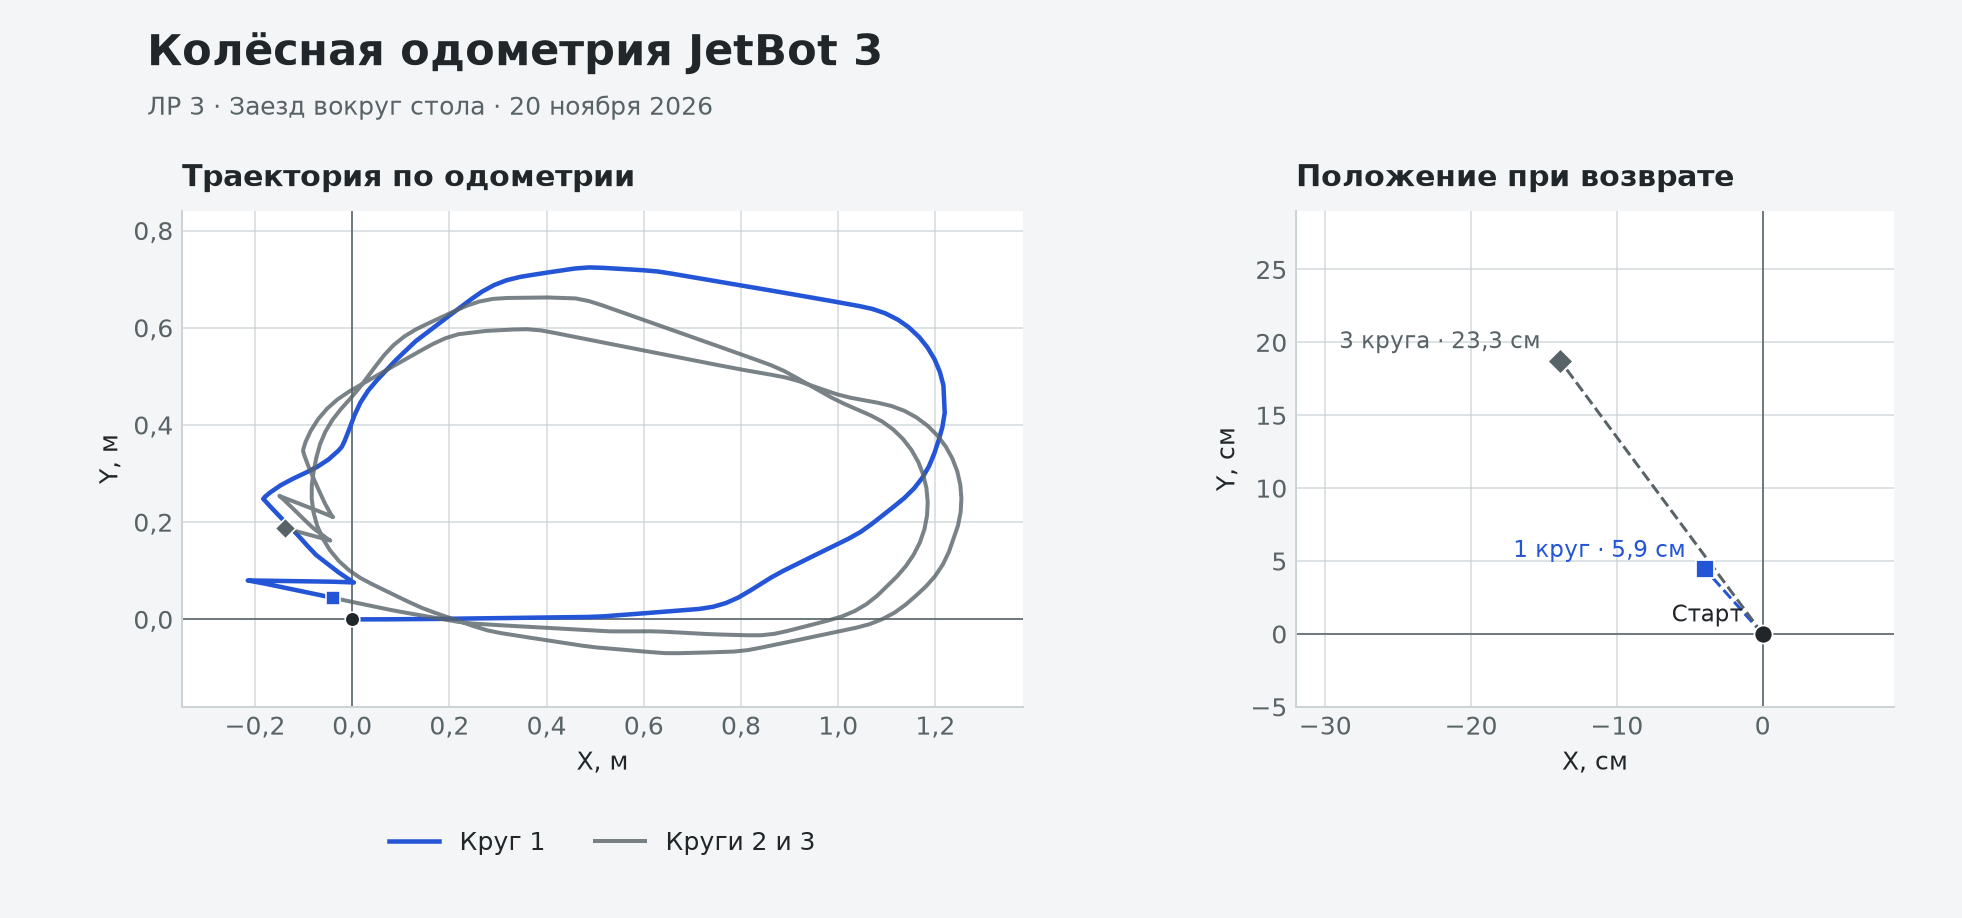 Колёсная одометрия JetBot 3
ЛР 3 · Заезд вокруг стола · 20 ноября 2026
Траектория по одометрии
0,8
0,6
0,4
0,2
0,0
Y, м
−0,2 0,0 0,2 0,4 0,6 0,8 1,0 1,2
X, м
Круг 1
Круги 2 и 3
Положение при возврате
25
20
15
10
5
0
−5
Y, см
3 круга · 23,3 см
1 круг · 5,9 см
Старт
−30 −20 −10 0
X, см